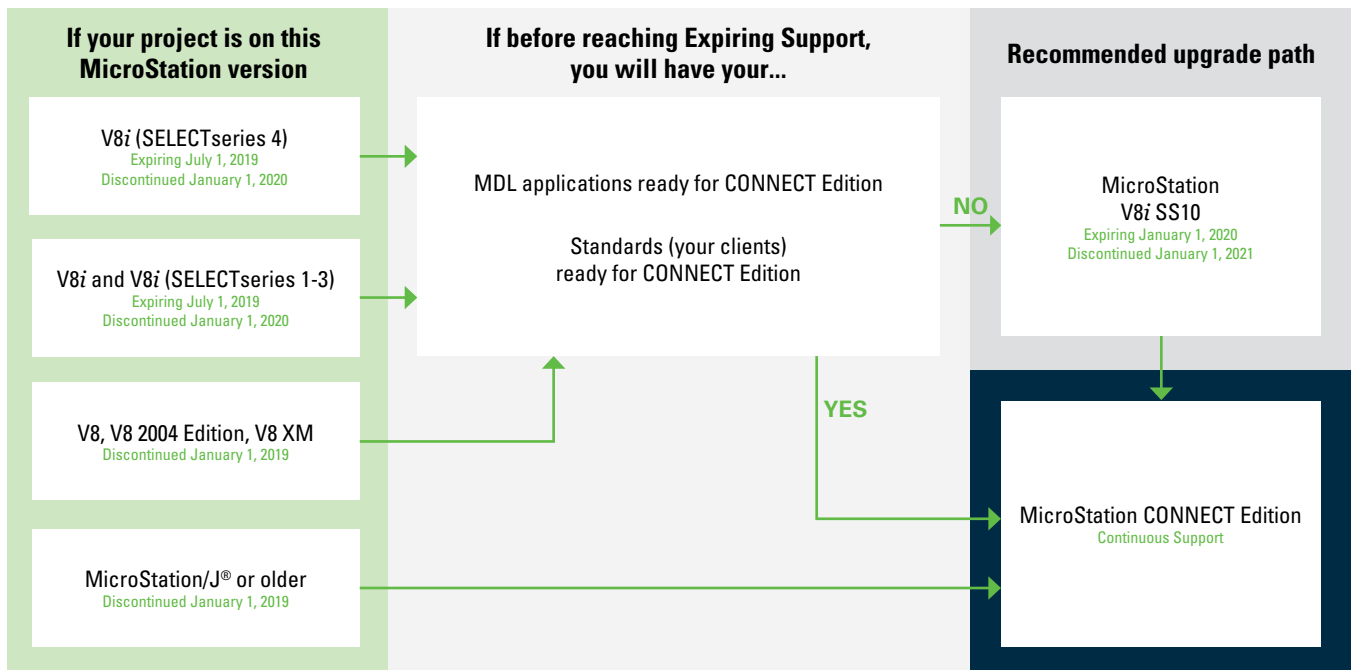 If your project is on this
MicroStation version
V8i (SELECTseries 4)
Expiring July 1, 2019
Discontinued January 1, 2020
V8i and V8i (SELECTseries 1-3)
Expiring July 1, 2019
Discontinued January 1, 2020
V8, V8 2004 Edition, V8 XM
Discontinued January 1, 2019
MicroStation/J® or older
Discontinued January 1, 2019
If before reaching Expiring Support,
you will have your...
MDL applications ready for CONNECT Edition
Standards (your clients)
ready for CONNECT Edition
NO
YES
Recommended upgrade path
MicroStation
V8i SS10
Expiring January 1, 2020
Discontinued January 1, 2021
MicroStation CONNECT Edition
Continuous Support